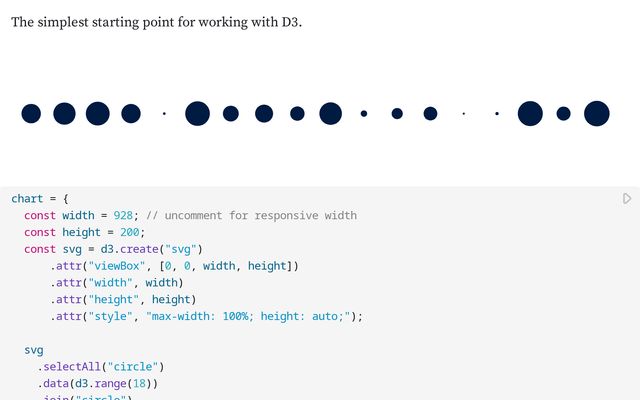 The simplest starting point for working with D3.
chart = {
const width = 928; // uncomment for responsive width
const height = 200;
const svg = d3.create("svg")
.attr("viewBox", [0, 0, width, height])
.attr("width", width)
.attr("height", height)
.attr("style", "max-width: 100%; height: auto;");
svg
.selectAll("circle")
.data(d3.range(18))
.join("circle")